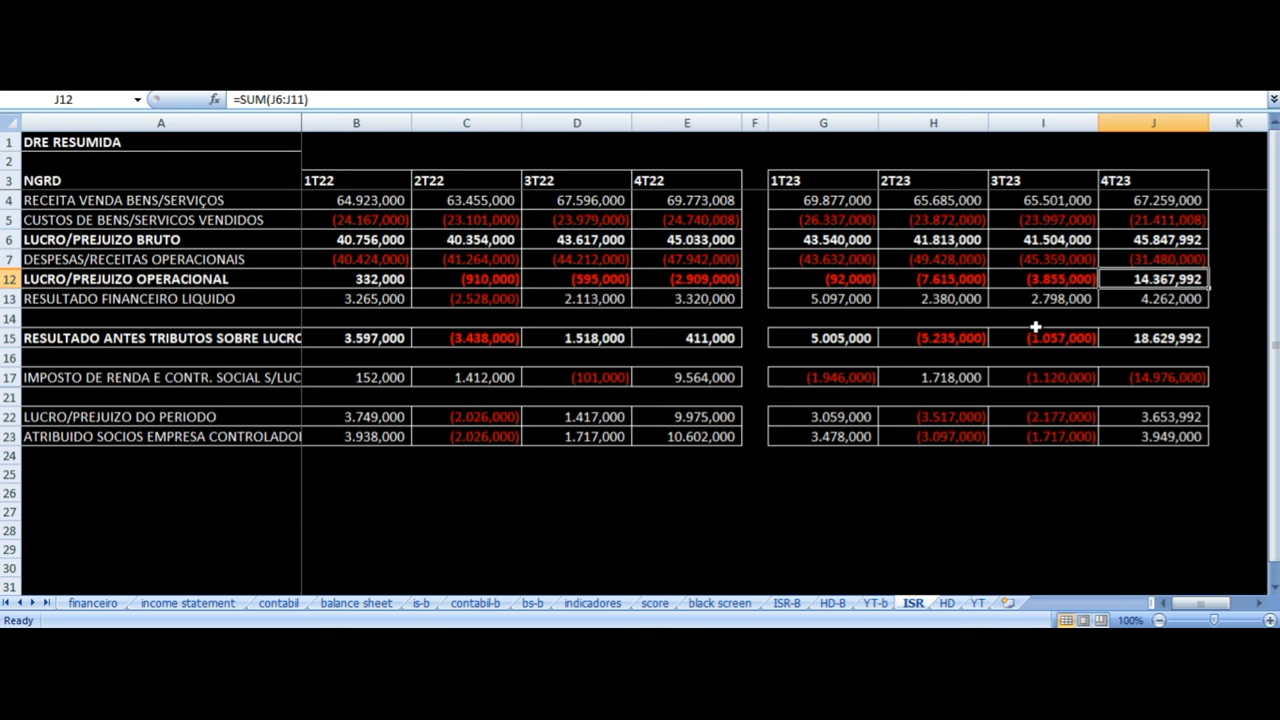 J12 fx =SUM(J6:J11)
A B C D E F G H I J K
1 DRE RESUMIDA
2
3 NGRD 1T22 2T22 3T22 4T22 1T23 2T23 3T23 4T23
4 RECEITA VENDA BENS/SERVIÇOS 64.923,000 63.455,000 67.596,000 69.773,008 69.877,000 65.685,000 65.501,000 67.259,000
5 CUSTOS DE BENS/SERVICOS VENDIDOS (24.167,000) (23.101,000) (23.979,000) (24.740,008) (26.337,000) (23.872,000) (23.997,000) (21.411,008)
6 LUCRO/PREJUIZO BRUTO 40.756,000 40.354,000 43.617,000 45.033,000 43.540,000 41.813,000 41.504,000 45.847,992
7 DESPESAS/RECEITAS OPERACIONAIS (40.424,000) (41.264,000) (44.212,000) (47.942,000) (43.632,000) (49.428,000) (45.359,000) (31.480,000)
12 LUCRO/PREJUIZO OPERACIONAL 332,000 (910,000) (595,000) (2.909,000) (92,000) (7.615,000) (3.855,000) 14.367,992
13 RESULTADO FINANCEIRO LIQUIDO 3.265,000 (2.528,000) 2.113,000 3.320,000 5.097,000 2.380,000 2.798,000 4.262,000
14
15 RESULTADO ANTES TRIBUTOS SOBRE LUCRO 3.597,000 (3.438,000) 1.518,000 411,000 5.005,000 (5.235,000) (1.057,000) 18.629,992
16
17 IMPOSTO DE RENDA E CONTR. SOCIAL S/LUC 152,000 1.412,000 (101,000) 9.564,000 (1.946,000) 1.718,000 (1.120,000) (14.976,000)
21
22 LUCRO/PREJUIZO DO PERIODO 3.749,000 (2.026,000) 1.417,000 9.975,000 3.059,000 (3.517,000) (2.177,000) 3.653,992
23 ATRIBUIDO SOCIOS EMPRESA CONTROLADO 3.938,000 (2.026,000) 1.717,000 10.602,000 3.478,000 (3.097,000) (1.717,000) 3.949,000
24
25
26
27
28
29
30
31
financeiro income statement contabil balance sheet is-b contabil-b bs-b indicadores score black screen ISR-B HD-B YT-b ISR HD YT
Ready 100%